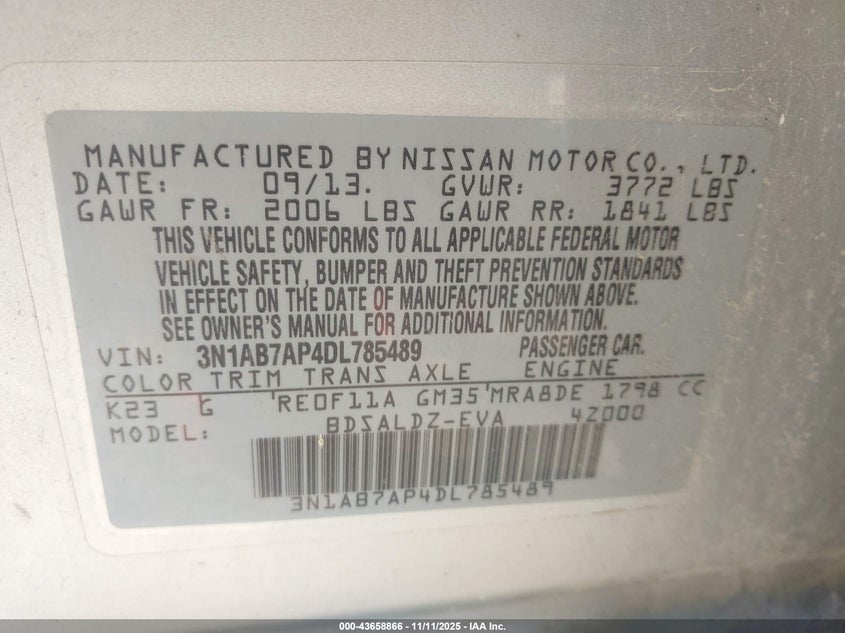 MANUFACTURED BY NISSAN MOTOR CO., LTD.
DATE: 09/13. GVWR: 3772 LBS
GAWR FR: 2006 LBS GAWR RR: 1841 LBS
THIS VEHICLE CONFORMS TO ALL APPLICABLE FEDERAL MOTOR
VEHICLE SAFETY, BUMPER AND THEFT PREVENTION STANDARDS
IN EFFECT ON THE DATE OF MANUFACTURE SHOWN ABOVE.
SEE OWNER'S MANUAL FOR ADDITIONAL INFORMATION.
VIN: 3N1AB7AP4DL785489 PASSENGER CAR.
COLOR TRIM TRANS AXLE ENGINE
K23 G 'RE0F11A GM35'MRA8DE 1798 CC
MODEL: BDSALDZ-EVA 4Z000
3N1AB7AP4DL785489
000-43658866 - 11/11/2025 - IAA Inc.